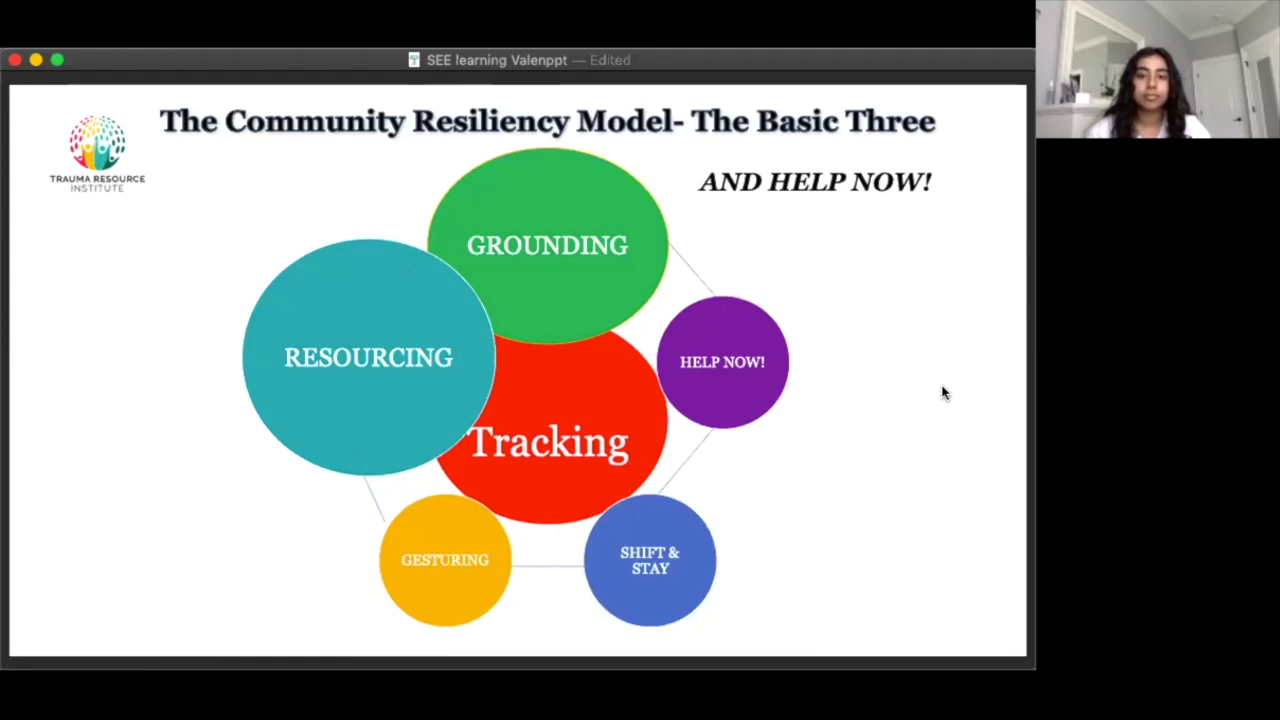 SEE learning Valenppt — Edited
The Community Resiliency Model- The Basic Three
TRAUMA RESOURCE
INSTITUTE
AND HELP NOW!
GROUNDING
RESOURCING
HELP NOW!
Tracking
GESTURING
SHIFT &
STAY